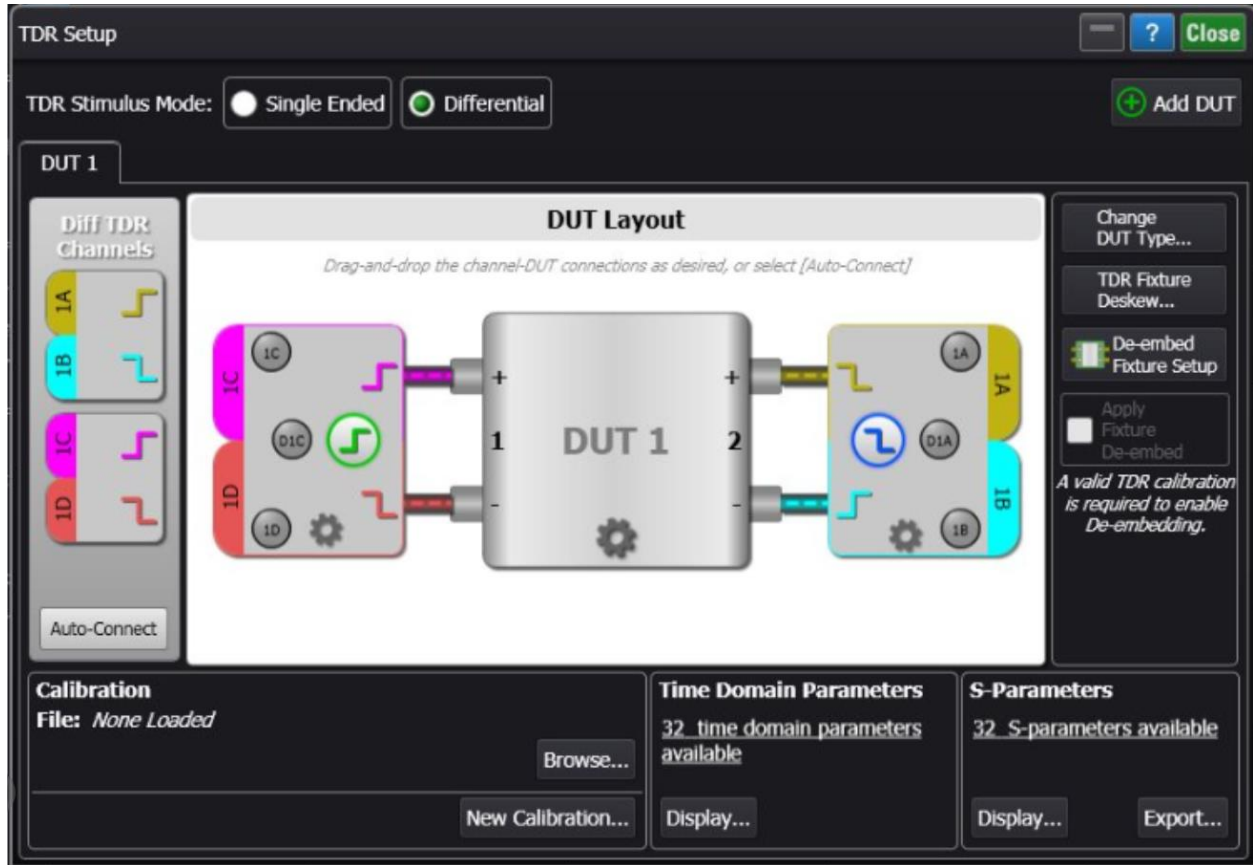 TDR Setup
? Close
TDR Stimulus Mode: Single Ended Differential
Add DUT
DUT 1
Diff TDR
Channels
1A
1B
1C
1D
Auto-Connect
DUT Layout
Drag-and-drop the channel-DUT connections as desired, or select [Auto-Connect]
1C
1C
D1C
1D
1D
+
1
-
DUT 1
+
2
-
1A
1A
D1A
1B
1B
Change
DUT Type...
TDR Fixture
Deskew...
De-embed
Fixture Setup
Apply
Fixture
De-embed
A valid TDR calibration
is required to enable
De-embedding.
Calibration
File: None Loaded
Browse...
New Calibration...
Time Domain Parameters
32 time domain parameters
available
Display...
S-Parameters
32 S-parameters available
Display...
Export...